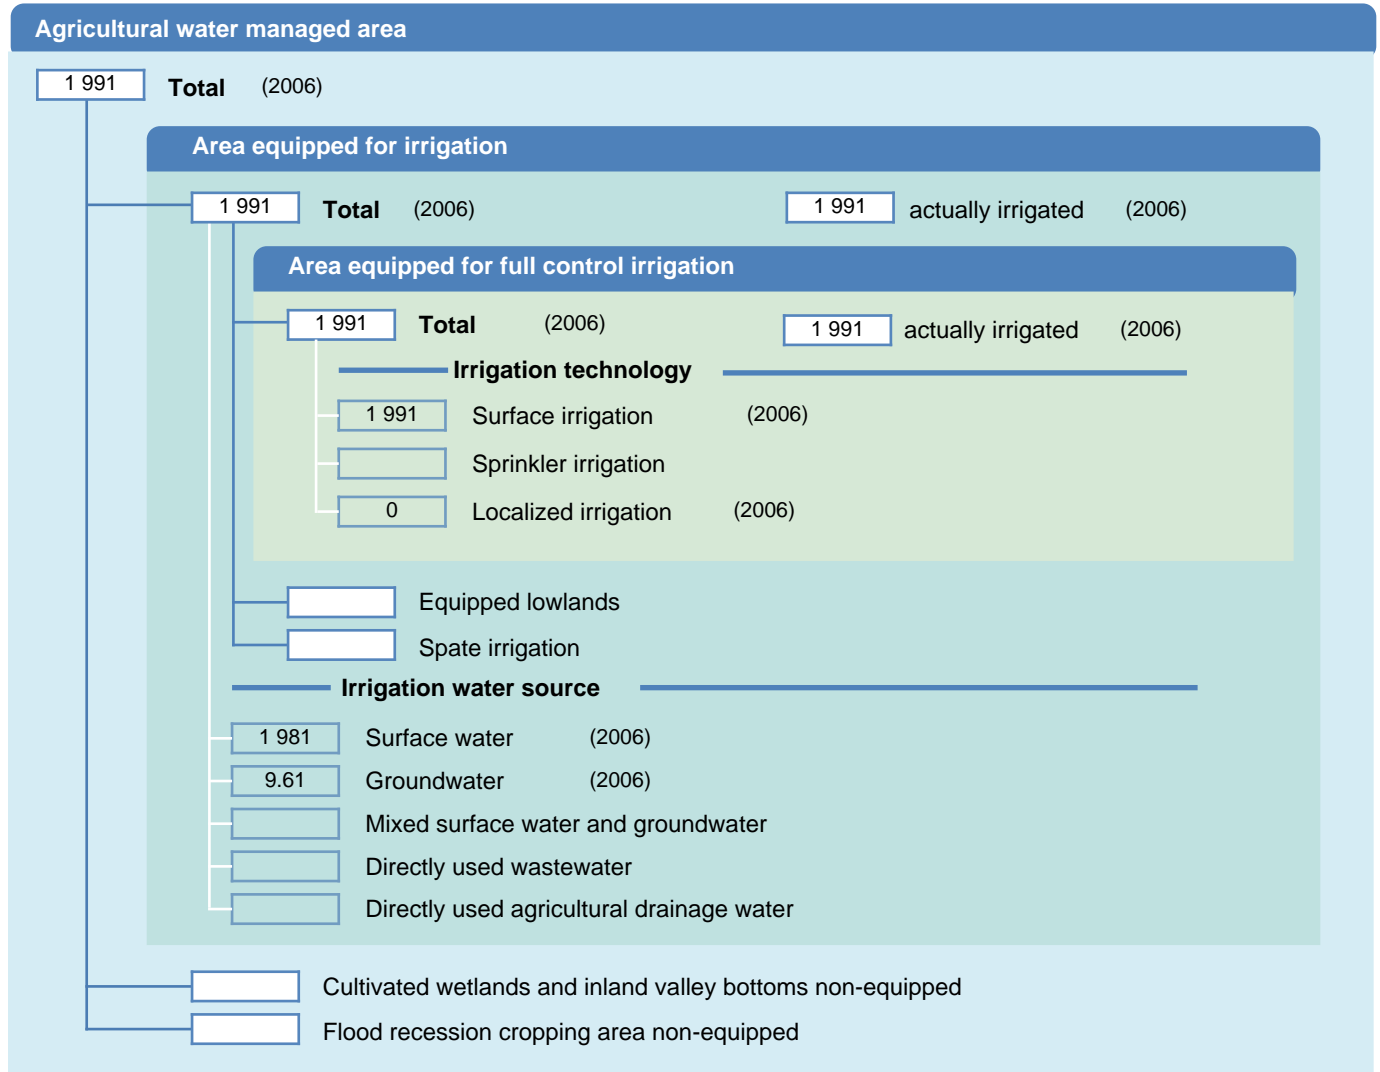 Agricultural water managed area
1 991 Total (2006)
Area equipped for irrigation
1 991 Total (2006) 1 991 actually irrigated (2006)
Area equipped for full control irrigation
1 991 Total (2006) 1 991 actually irrigated (2006)
Irrigation technology
1 991 Surface irrigation (2006)
Sprinkler irrigation
0 Localized irrigation (2006)
Equipped lowlands
Spate irrigation
Irrigation water source
1 981 Surface water (2006)
9.61 Groundwater (2006)
Mixed surface water and groundwater
Directly used wastewater
Directly used agricultural drainage water
Cultivated wetlands and inland valley bottoms non-equipped
Flood recession cropping area non-equipped